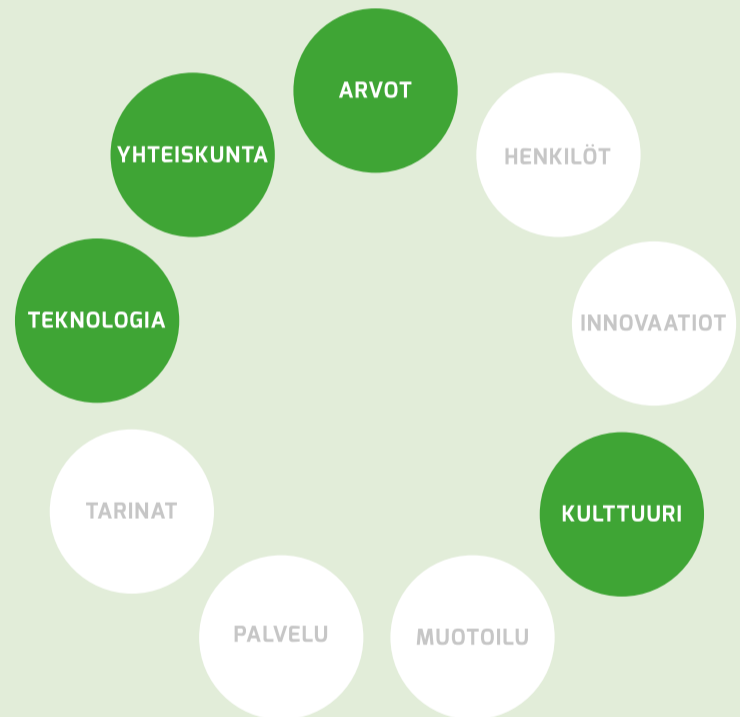 ARVOT
YHTEISKUNTA
HENKILÖT
TEKNOLOGIA
INNOVAATIOT
TARINAT
KULTTUURI
PALVELU
MUOTOILU